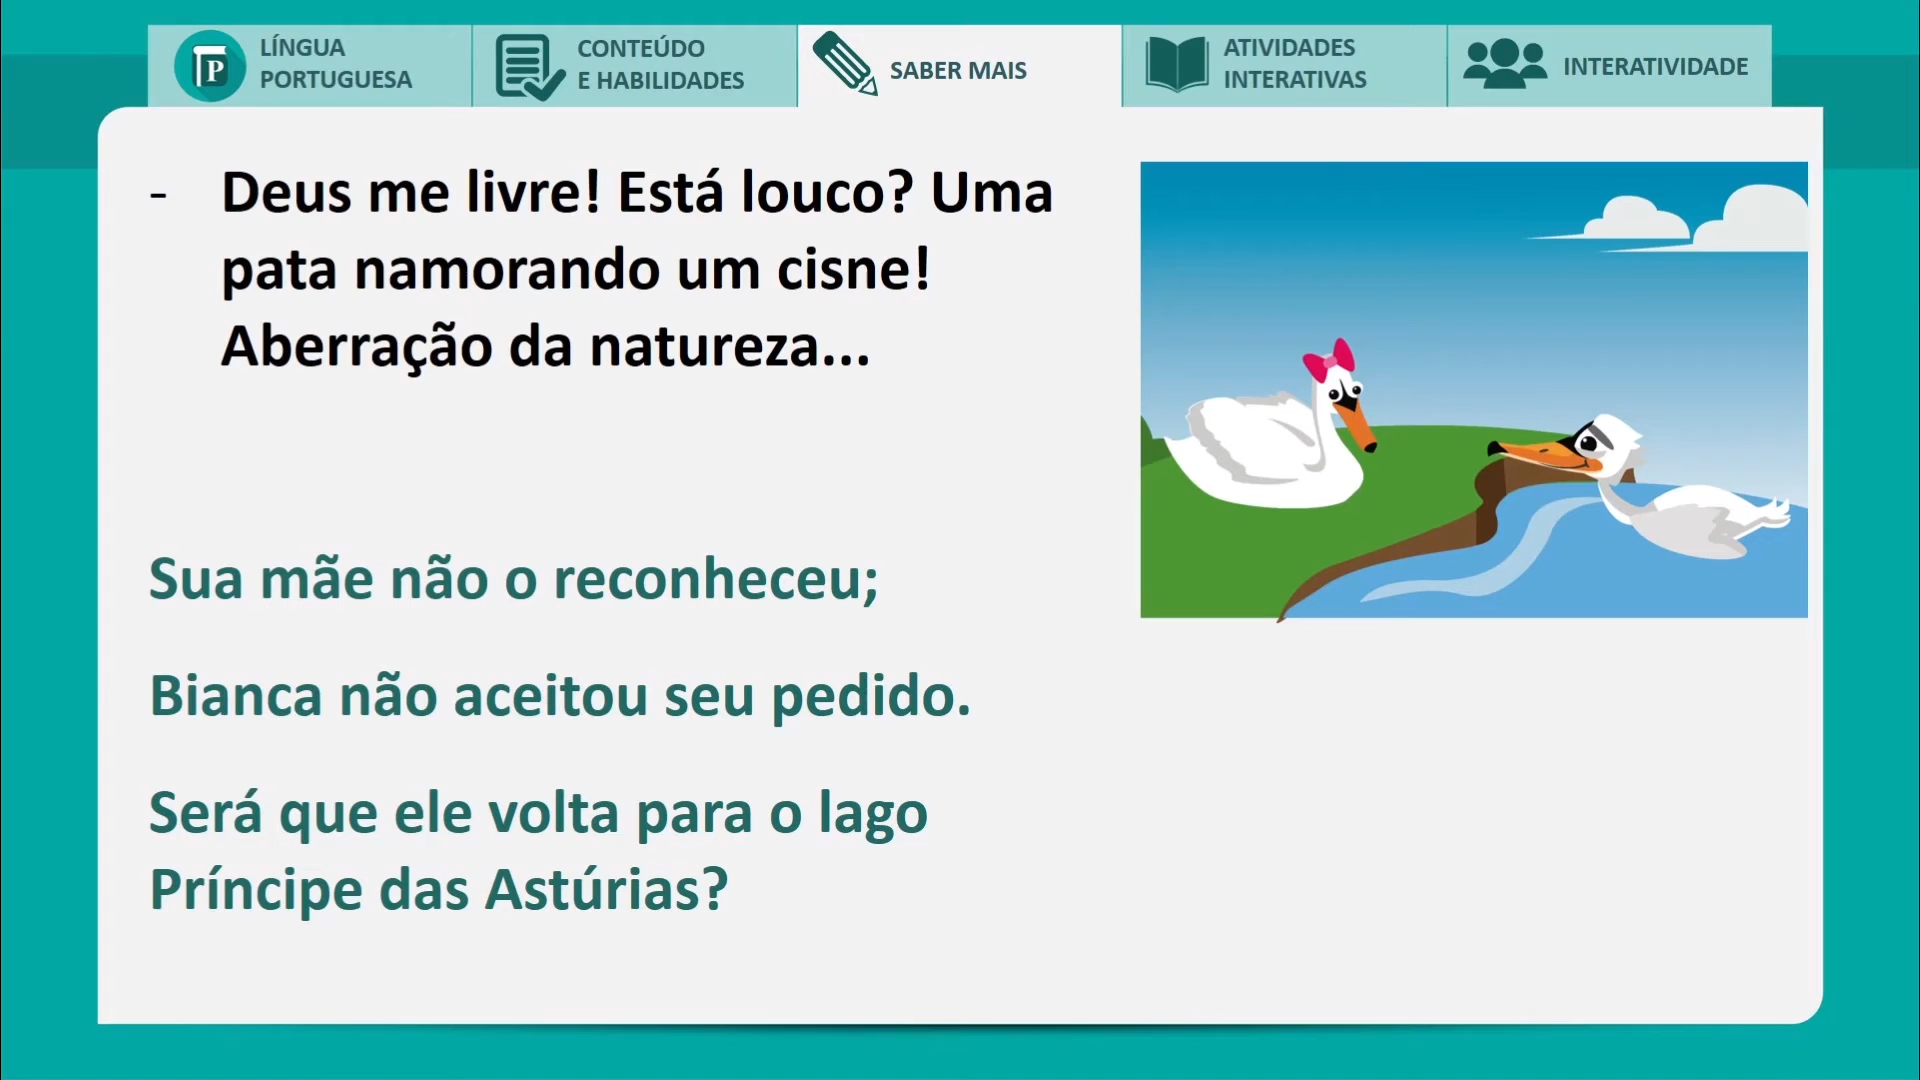 LÍNGUA
PORTUGUESA
CONTEÚDO
E HABILIDADES
SABER MAIS
ATIVIDADES
INTERATIVAS
INTERATIVIDADE
P
- Deus me livre! Está louco? Uma
pata namorando um cisne!
Aberração da natureza...
Sua mãe não o reconheceu;
Bianca não aceitou seu pedido.
Será que ele volta para o lago
Príncipe das Astúrias?